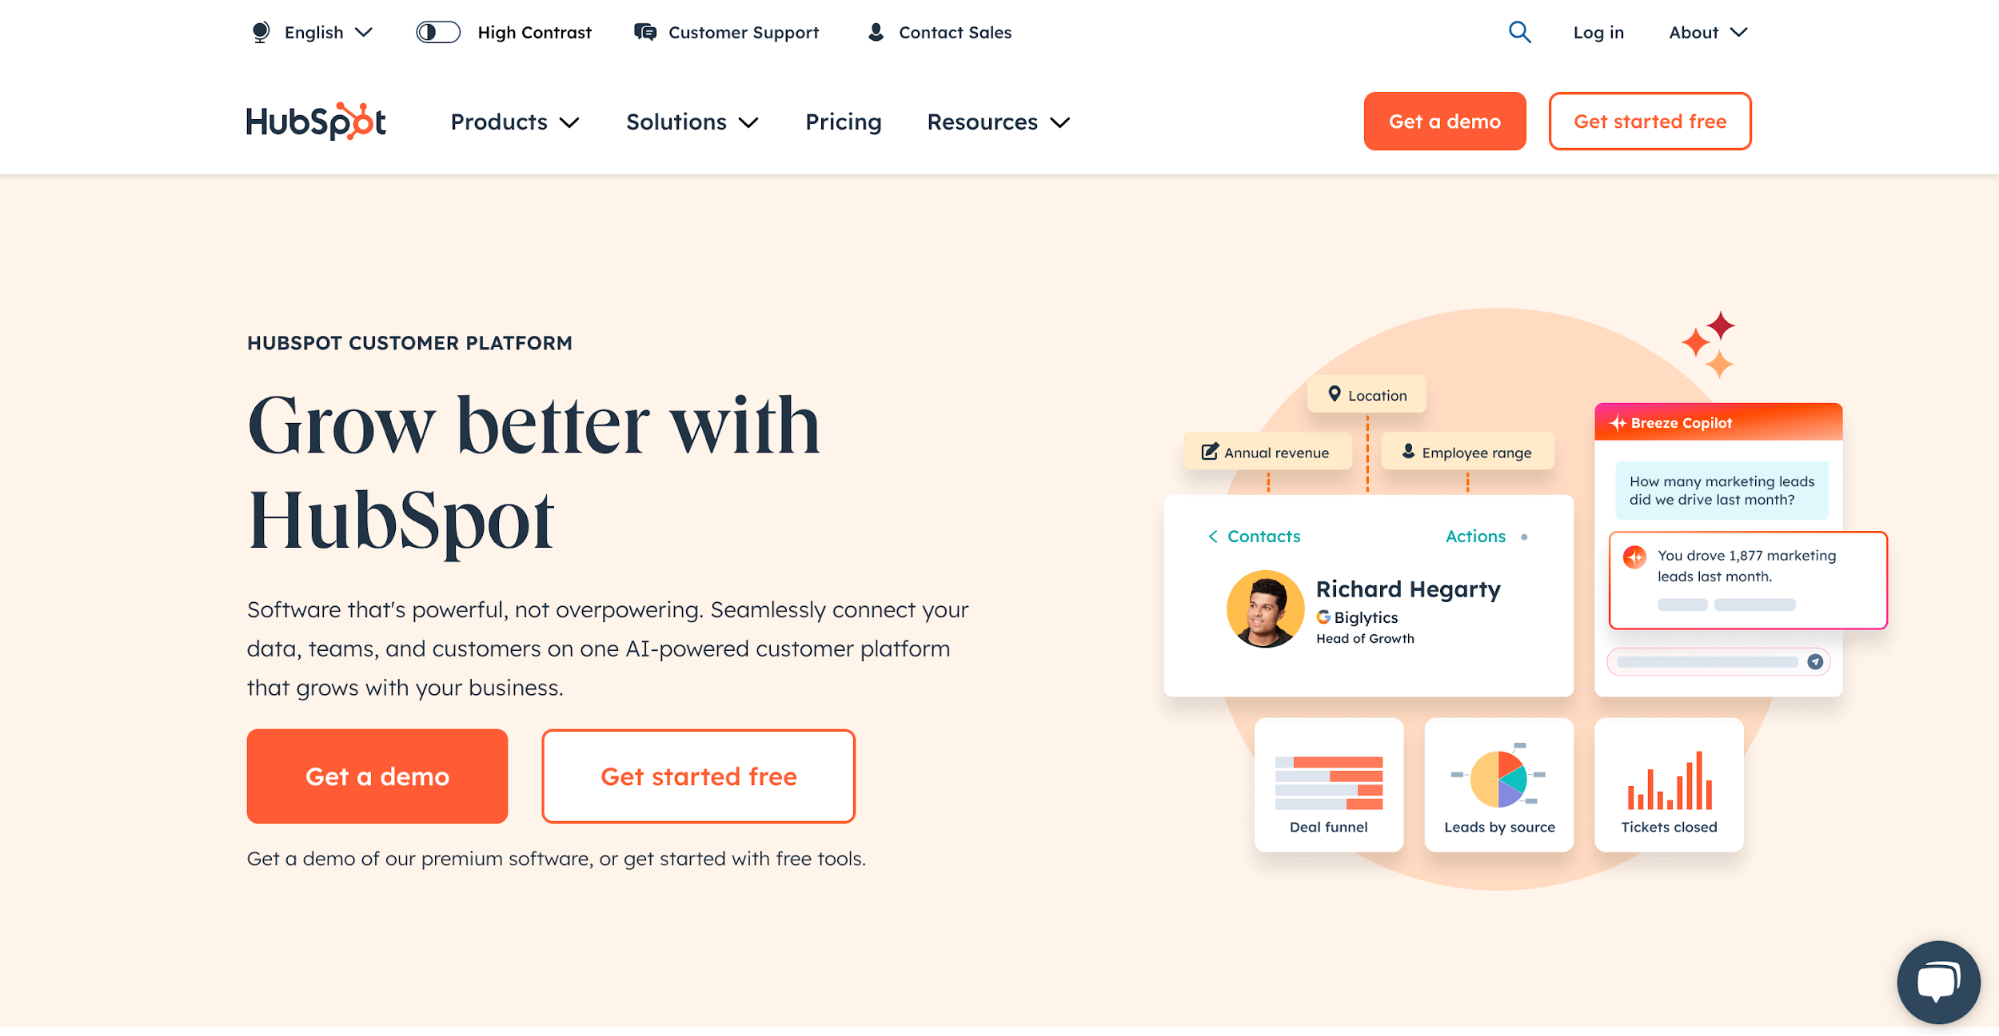 English
High Contrast
Customer Support
Contact Sales
Log in
About
HubSpot
Products
Solutions
Pricing
Resources
Get a demo
Get started free
HUBSPOT CUSTOMER PLATFORM
Grow better with
HubSpot
Software that's powerful, not overpowering. Seamlessly connect your
data, teams, and customers on one AI-powered customer platform
that grows with your business.
Get a demo
Get started free
Get a demo of our premium software, or get started with free tools.
Location
Annual revenue
Employee range
Contacts
Actions
Richard Hegarty
Biglytics
Head of Growth
Breeze Copilot
How many marketing leads
did we drive last month?
You drove 1,877 marketing
leads last month.
Deal funnel
Leads by source
Tickets closed